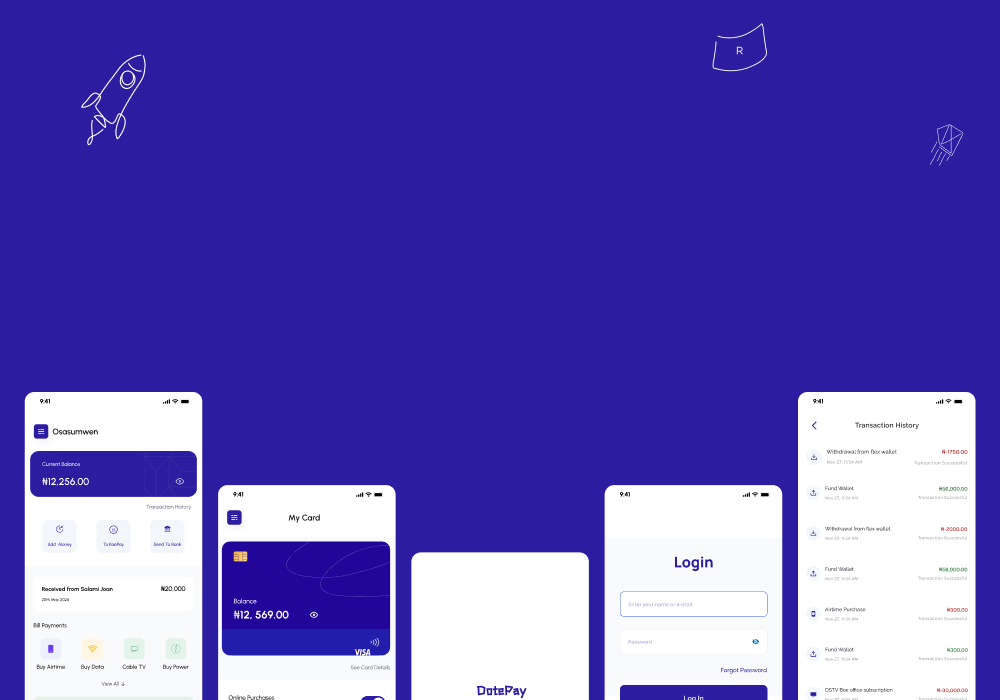 R
9:41
Osasumwen
Current Balance
₦12,256.00
Transaction History
Add Money
To RaePay
Send To Bank
Received from Salami Joan
₦20,000
20th May 2024
Bill Payments
Buy Airtime
Buy Data
Cable TV
Buy Power
View All ↓
9:41
My Card
Balance
₦12, 569.00
VISA
See Card Details
Online Purchases
DotePay
9:41
Login
Enter your name or e-mail
Password
Forgot Password
Log In
9:41
Transaction History
Withdrawal from flex wallet
₦-1750.00
Nov 27, 11:54 AM
Transaction Successful
Fund Wallet
₦56,000.00
Nov 27, 11:54 AM
Transaction Successful
Withdrawal from flex wallet
₦-2000.00
Nov 27, 11:54 AM
Transaction Successful
Fund Wallet
₦56,000.00
Nov 27, 11:54 AM
Transaction Successful
Airtime Purchase
₦300.00
Nov 27, 11:54 AM
Transaction Successful
Fund Wallet
₦300.00
Nov 27, 11:54 AM
Transaction Successful
DSTV Box office subscription
₦-30,000.00